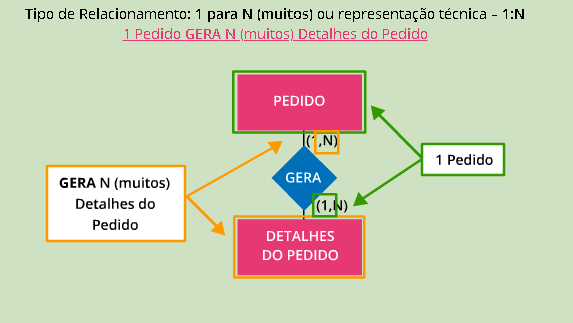 Tipo de Relacionamento: 1 para N (muitos) ou representação técnica – 1:N
1 Pedido GERA N (muitos) Detalhes do Pedido
PEDIDO
(1,N)
1 Pedido
GERA
GERA N (muitos)
Detalhes do
Pedido
(1,N)
DETALHES
DO PEDIDO